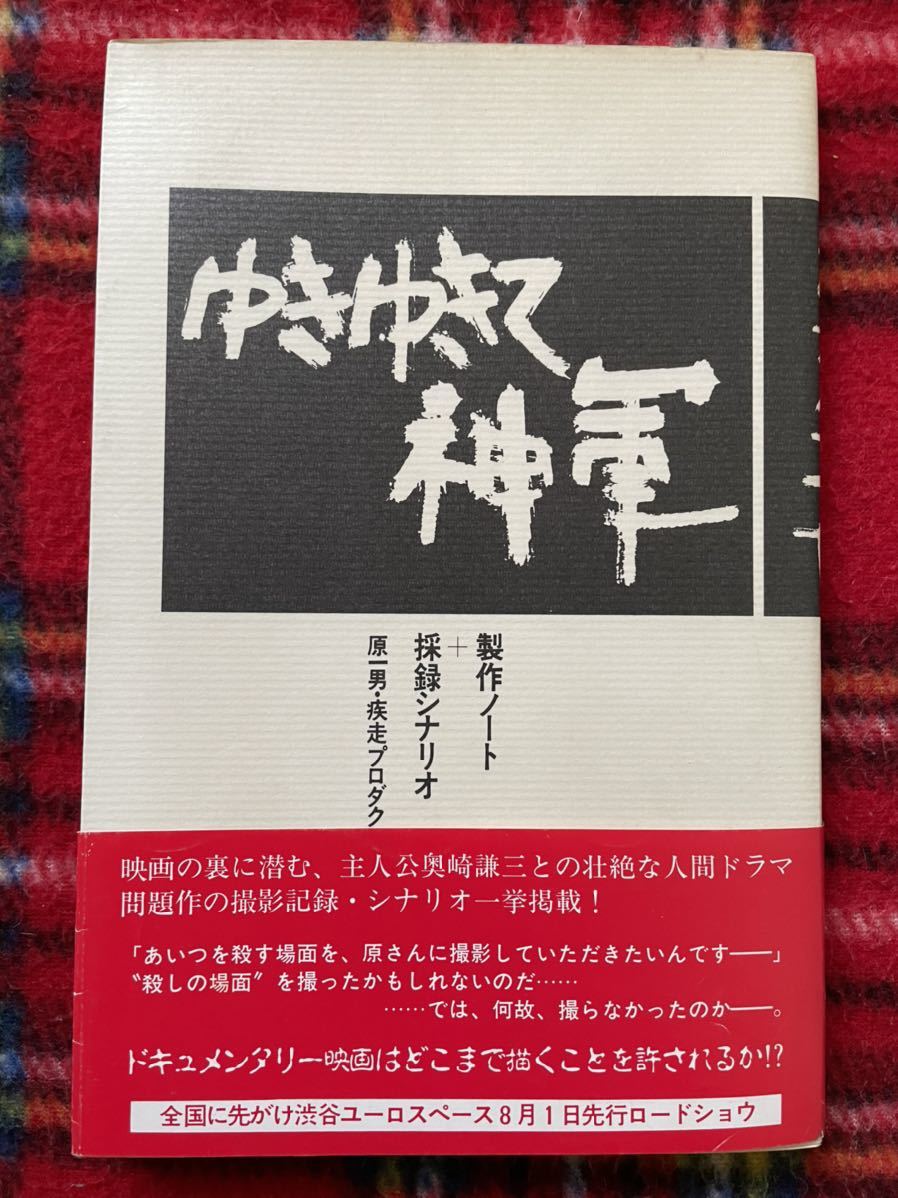 ゆきゆきて
神軍
製作ノート
+
採録シナリオ
原一男・疾走プロダク
映画の裏に潜む、主人公奥崎謙三との壮絶な人間ドラマ
問題作の撮影記録・シナリオ一挙掲載!
「あいつを殺す場面を、原さんに撮影していただきたいんです――」
〝殺しの場面〟を撮ったかもしれないのだ……
……では、何故、撮らなかったのか――。
ドキュメンタリー映画はどこまで描くことを許されるか!?
全国に先がけ渋谷ユーロスペース8月1日先行ロードショウ